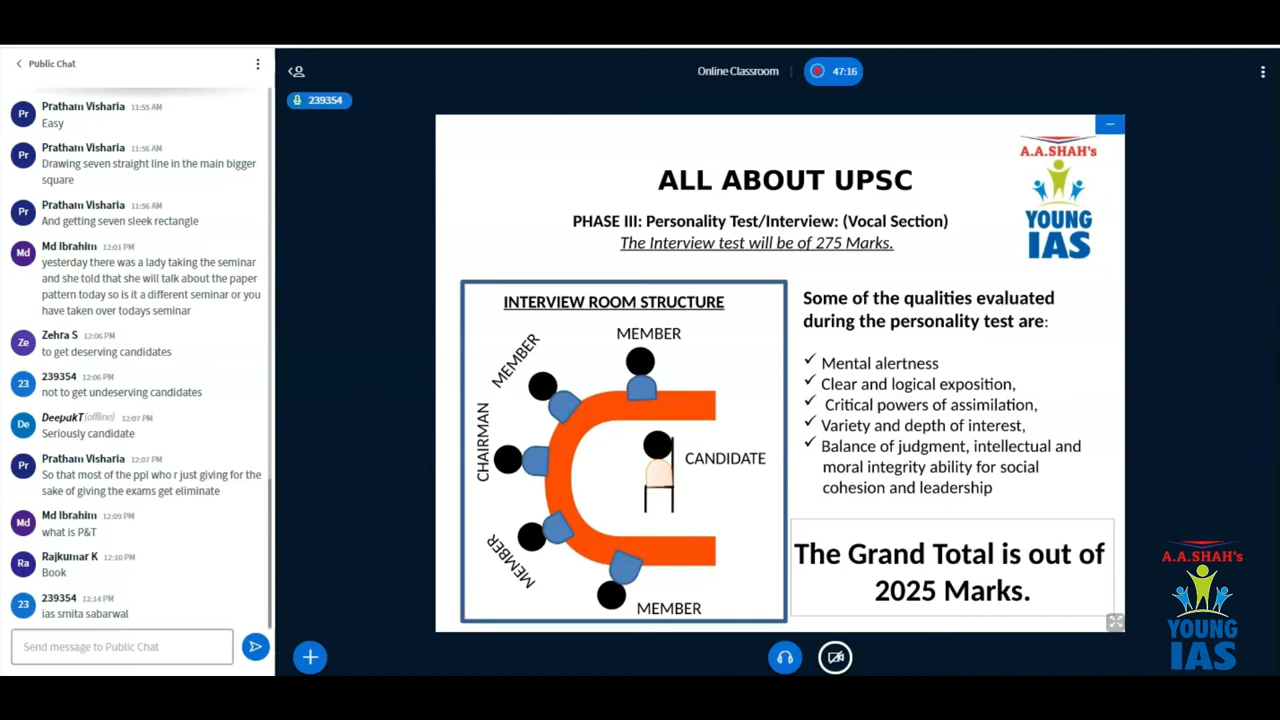 Public Chat
Pr
Pratham Visharia 11:55 AM
Easy
Pr
Pratham Visharia 11:56 AM
Drawing seven straight line in the main bigger
square
Pr
Pratham Visharia 11:56 AM
And getting seven sleek rectangle
Md
Md Ibrahim 12:01 PM
yesterday there was a lady taking the seminar
and she told that she will talk about the paper
pattern today so is it a different seminar or you
have taken over todays seminar
Ze
Zehra S 12:06 PM
to get deserving candidates
23
239354 12:06 PM
not to get undeserving candidates
De
DeepakT (offline) 12:07 PM
Seriously candidate
Pr
Pratham Visharia 12:07 PM
So that most of the ppl who r just giving for the
sake of giving the exams get eliminate
Md
Md Ibrahim 12:09 PM
what is P&T
Ra
Rajkumar K 12:10 PM
Book
23
239354 12:14 PM
ias smita sabarwal
Send message to Public Chat
Online Classroom
47:16
239354
A.A.SHAH's
YOUNG
IAS
ALL ABOUT UPSC
PHASE III: Personality Test/Interview: (Vocal Section)
The Interview test will be of 275 Marks.
INTERVIEW ROOM STRUCTURE
MEMBER
MEMBER
CHAIRMAN
CANDIDATE
MEMBER
MEMBER
Some of the qualities evaluated
during the personality test are:
✓ Mental alertness
✓ Clear and logical exposition,
✓ Critical powers of assimilation,
✓ Variety and depth of interest,
✓ Balance of judgment, intellectual and
moral integrity ability for social
cohesion and leadership
The Grand Total is out of
2025 Marks.
A.A.SHAH's
YOUNG
IAS